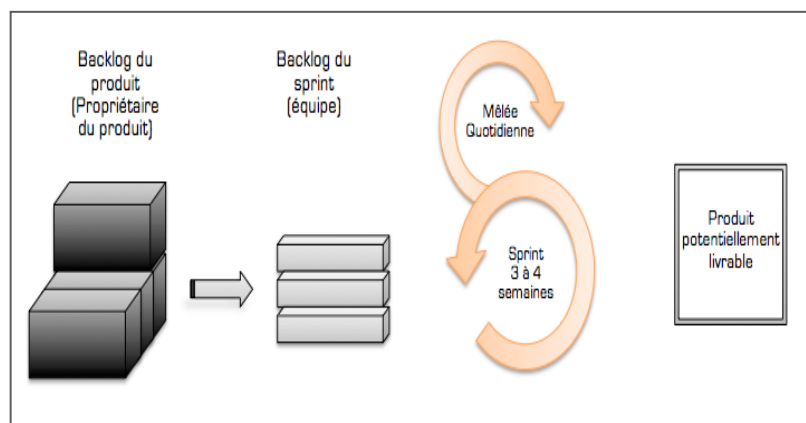 Backlog du
produit
(Propriétaire
du produit)
Backlog du
sprint
(équipe)
Mêlée
Quotidienne
Sprint
3 à 4
semaines
Produit
potentiellement
livrable